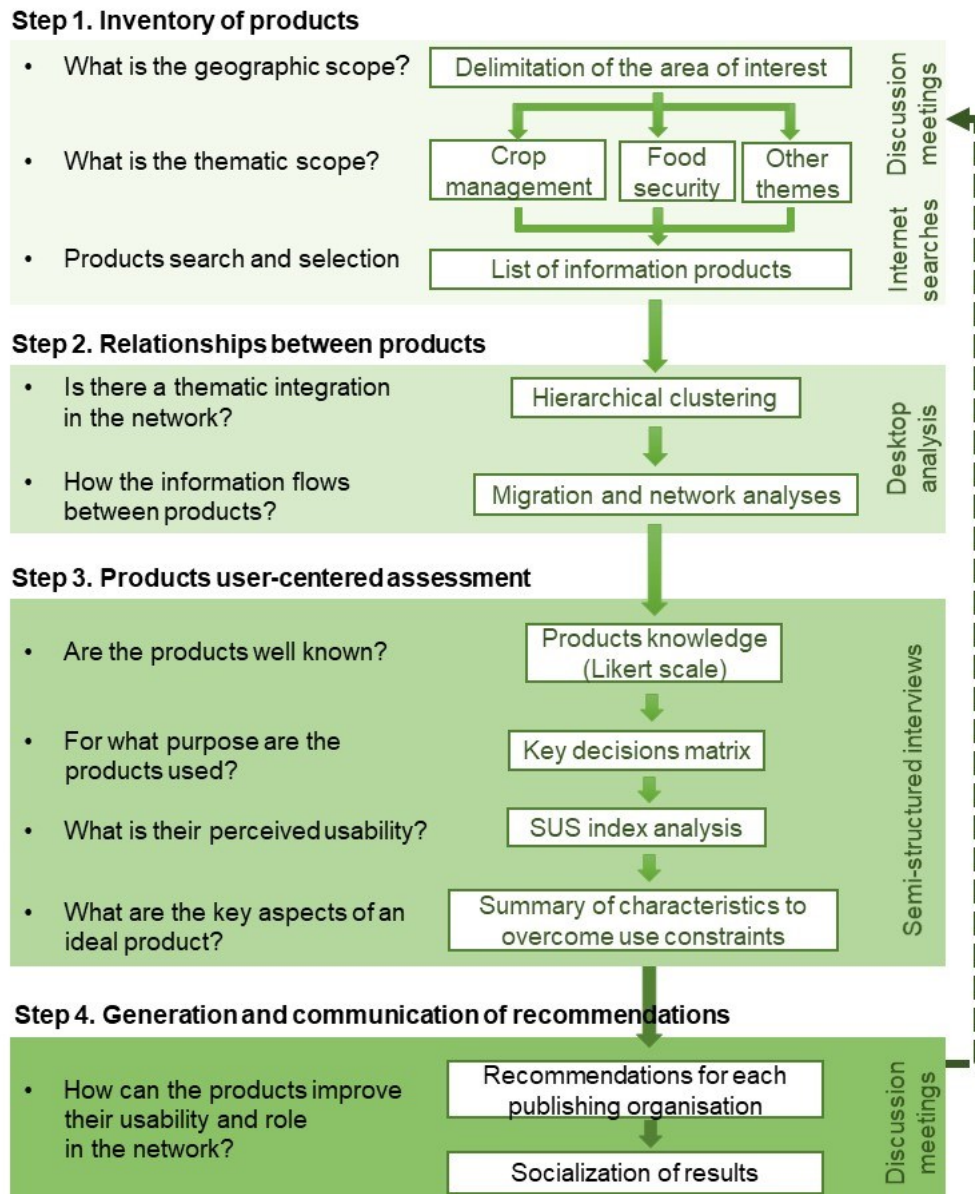 Step 1. Inventory of products
• What is the geographic scope?
Delimitation of the area of interest
• What is the thematic scope?
Crop
management
Food
security
Other
themes
• Products search and selection
List of information products
Discussion
meetings
Internet
searches
Step 2. Relationships between products
• Is there a thematic integration
in the network?
Hierarchical clustering
• How the information flows
between products?
Migration and network analyses
Desktop
analysis
Step 3. Products user-centered assessment
• Are the products well known?
Products knowledge
(Likert scale)
• For what purpose are the
products used?
Key decisions matrix
• What is their perceived usability?
SUS index analysis
• What are the key aspects of an
ideal product?
Summary of characteristics to
overcome use constraints
Semi-structured interviews
Step 4. Generation and communication of recommendations
• How can the products improve
their usability and role
in the network?
Recommendations for each
publishing organisation
Socialization of results
Discussion
meetings